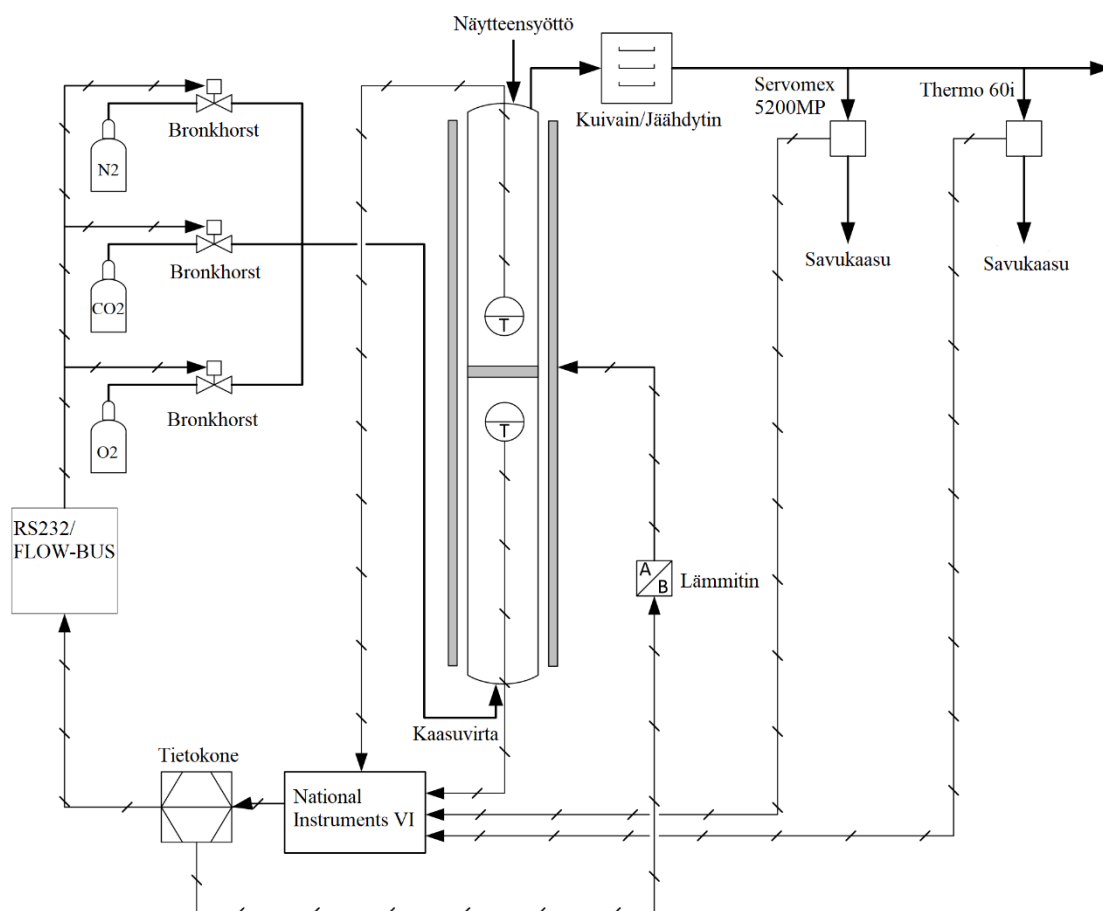 Näytteensyöttö
Servomex
5200MP
Thermo 60i
Kuivain/Jäähdytin
Bronkhorst
N2
Savukaasu
Savukaasu
Bronkhorst
CO2
T
Bronkhorst
O2
T
RS232/
FLOW-BUS
A
B
Lämmitin
Kaasuvirta
Tietokone
National
Instruments VI